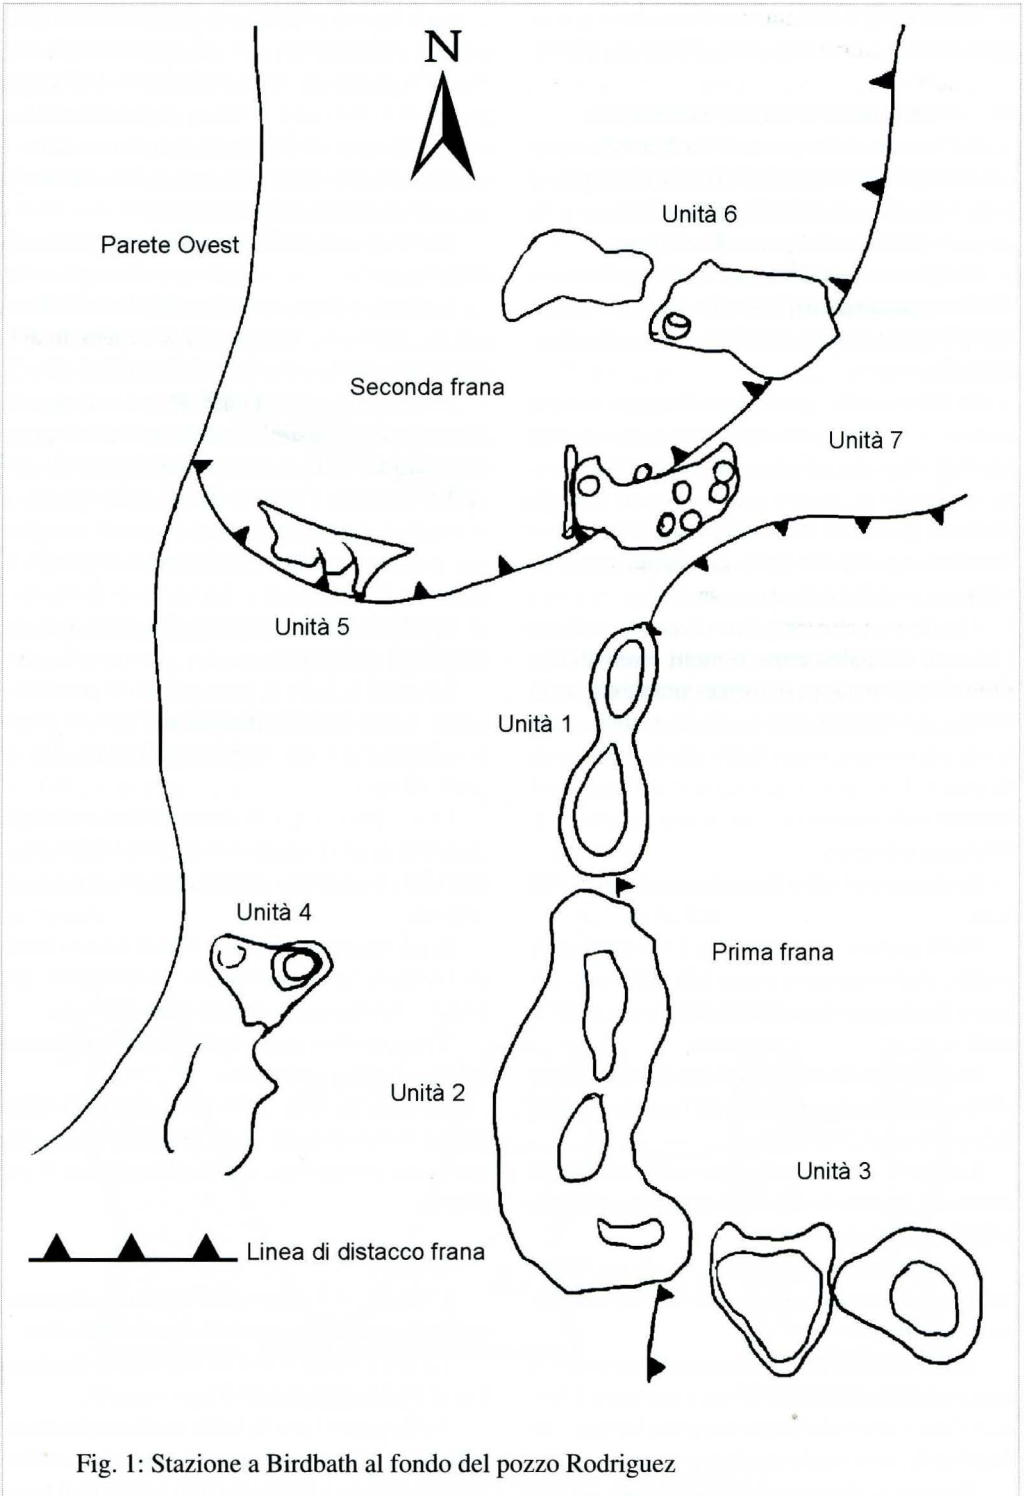 N
Unità 6
Parete Ovest
Seconda frana
Unità 7
Unità 5
Unità 1
Unità 4
Prima frana
Unità 2
Unità 3
Linea di distacco frana
Fig. 1: Stazione a Birdbath al fondo del pozzo Rodriguez